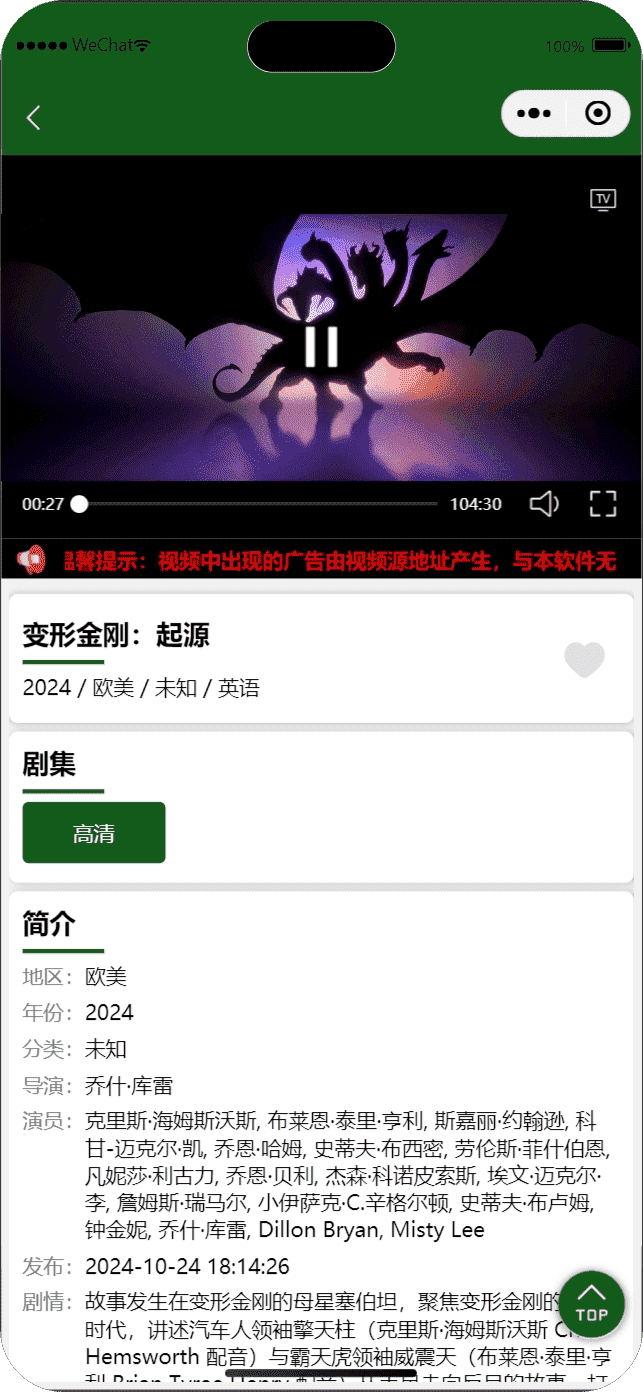 WeChat
100%
TV
00:27
104:30
温馨提示：视频中出现的广告由视频源地址产生，与本软件无
变形金刚：起源
2024 / 欧美 / 未知 / 英语
剧集
高清
简介
地区：欧美
年份：2024
分类：未知
导演：乔什·库雷
演员：克里斯·海姆斯沃斯, 布莱恩·泰里·亨利, 斯嘉丽·约翰逊, 科
甘-迈克尔·凯, 乔恩·哈姆, 史蒂夫·布西密, 劳伦斯·菲什伯恩,
凡妮莎·利古力, 乔恩·贝利, 杰森·科诺皮索斯, 埃文·迈克尔·
李, 詹姆斯·瑞马尔, 小伊萨克·C.辛格尔顿, 史蒂夫·布卢姆,
钟金妮, 乔什·库雷, Dillon Bryan, Misty Lee
发布：2024-10-24 18:14:26
剧情：故事发生在变形金刚的母星塞伯坦，聚焦变形金刚的
时代，讲述汽车人领袖擎天柱（克里斯·海姆斯沃斯
Hemsworth 配音）与霸天虎领袖威震天（布莱恩·泰里·亨
TOP